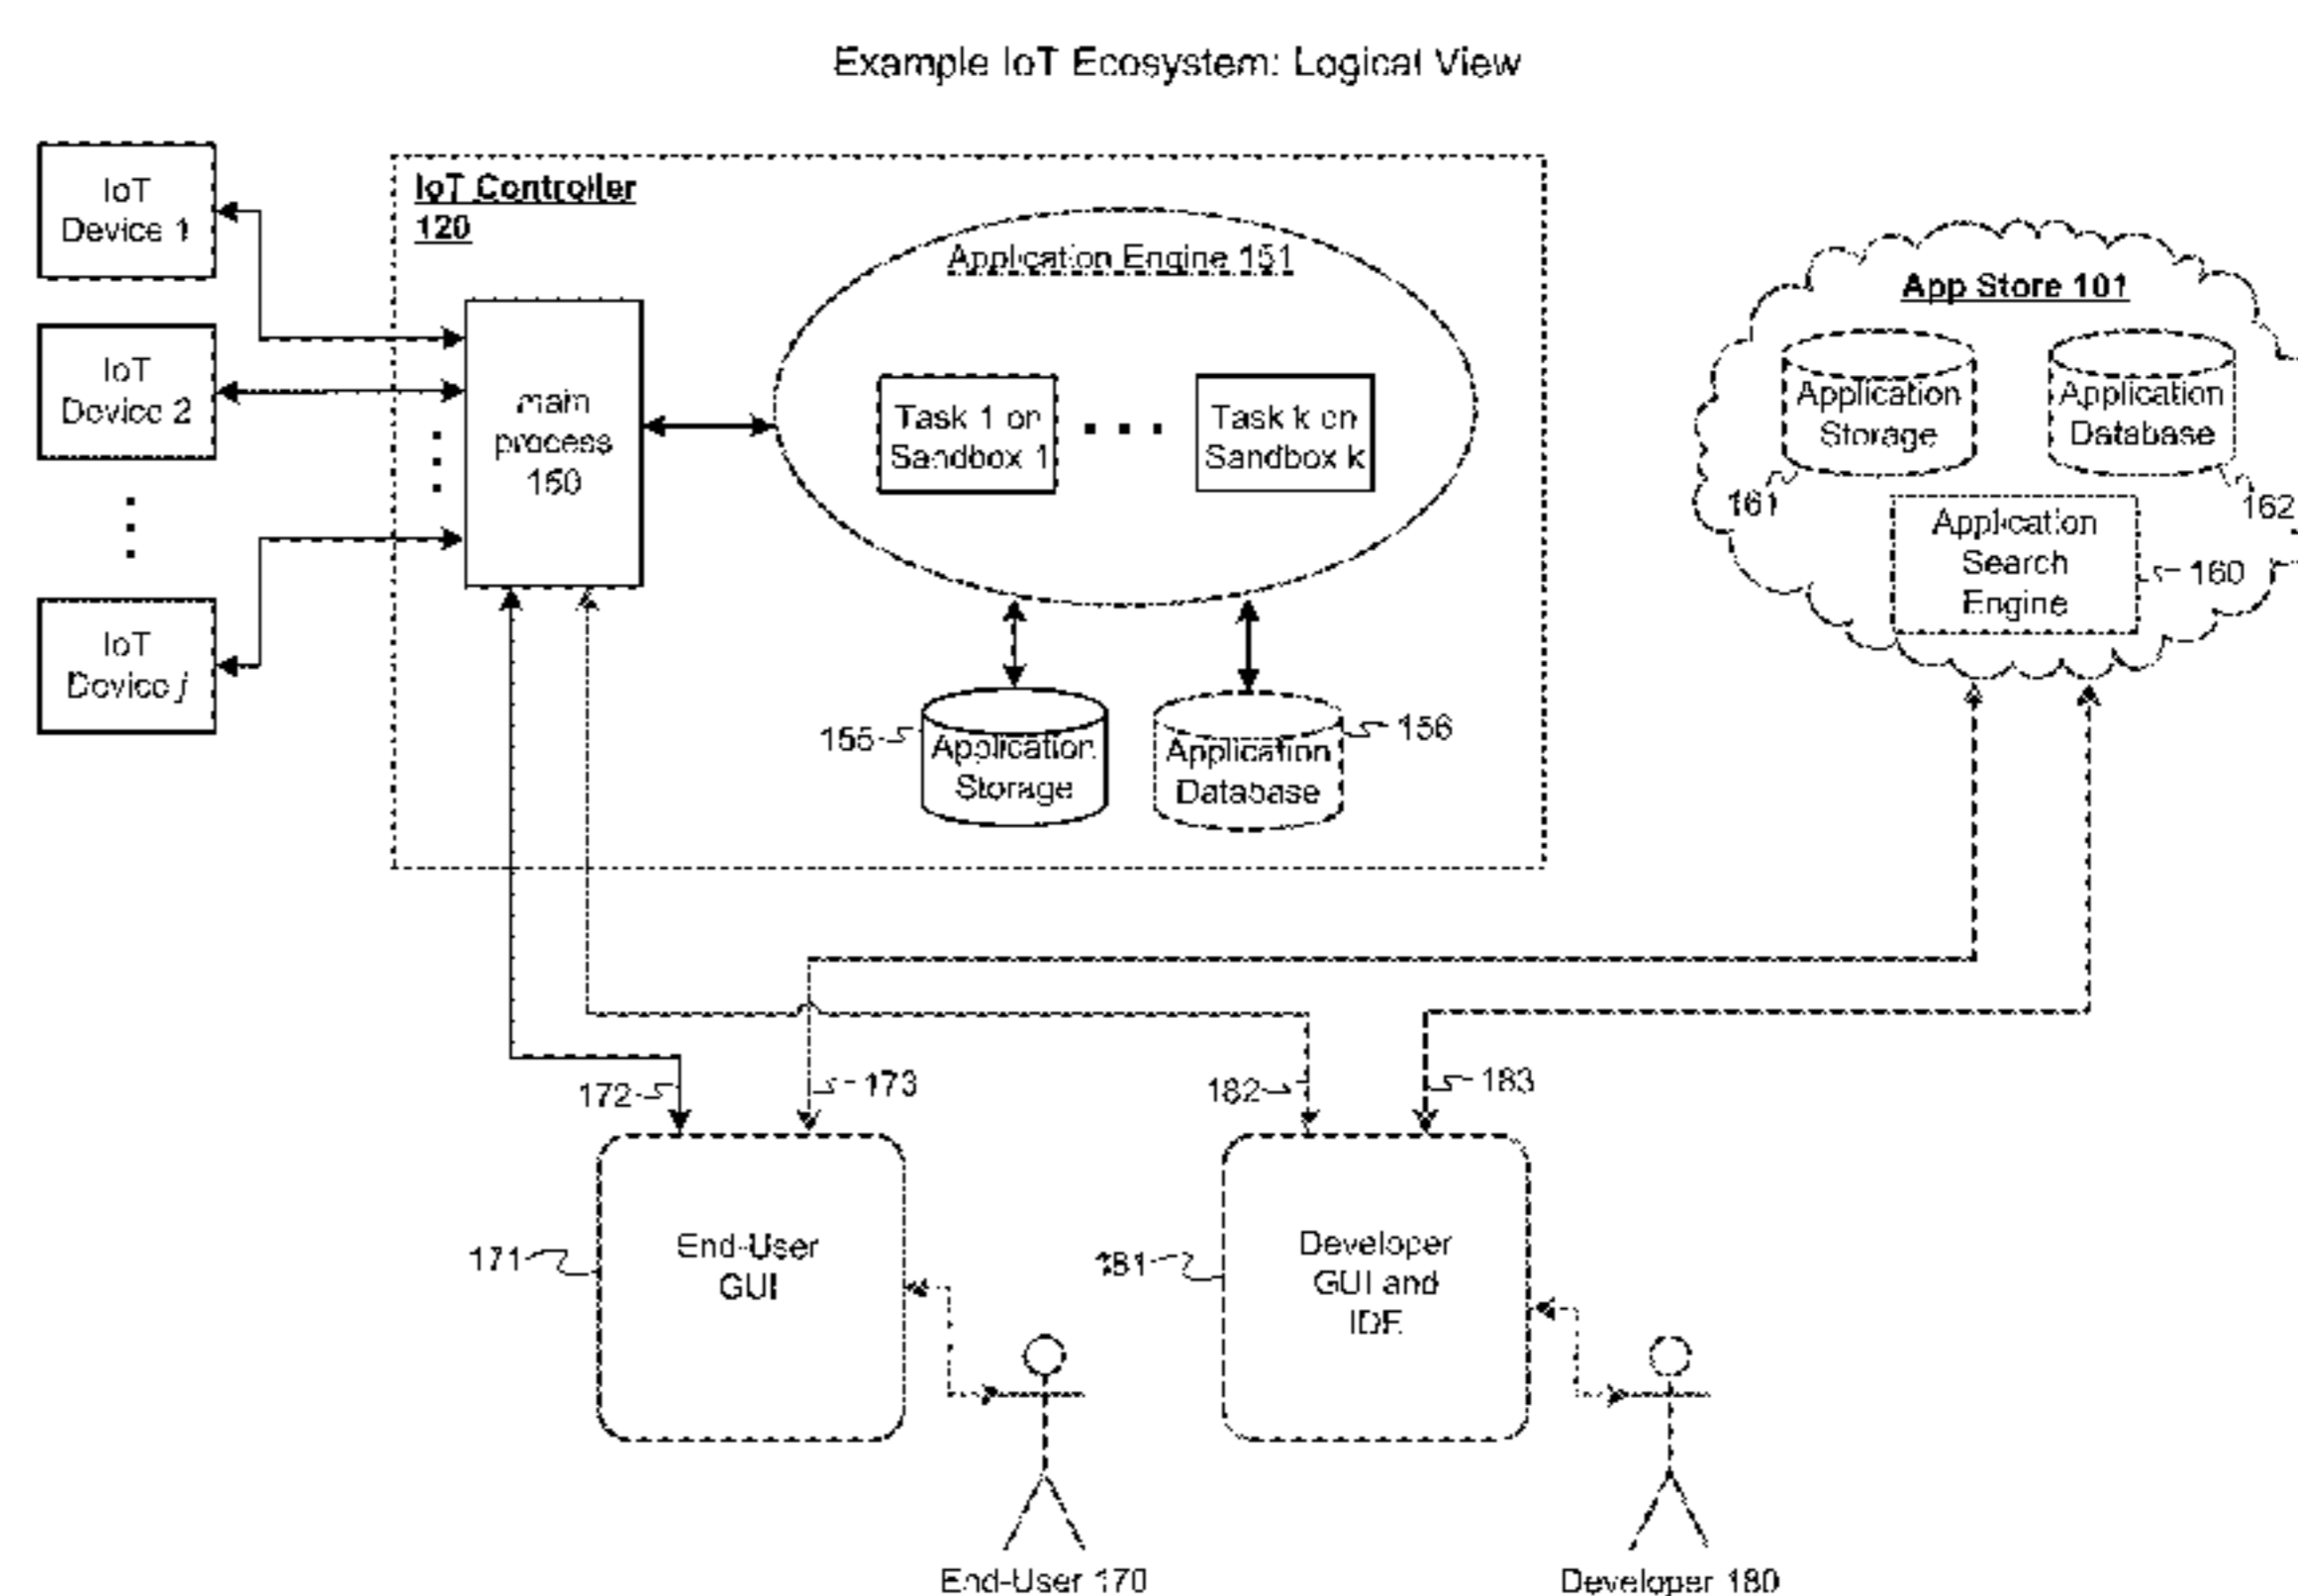 Example IoT Ecosystem: Logical View
IoT
Device 1
IoT
Device 2
IoT
Device j
IoT Controller
120
main
process
150
Application Engine 151
Task 1 on
Sandbox 1
Task k on
Sandbox k
155
Application
Storage
Application
Database
156
App Store 101
Application
Storage
161
Application
Database
162
Application
Search
Engine
160
172
173
182
183
171
End-User
GUI
181
Developer
GUI and
IDE
End-User 170
Developer 180